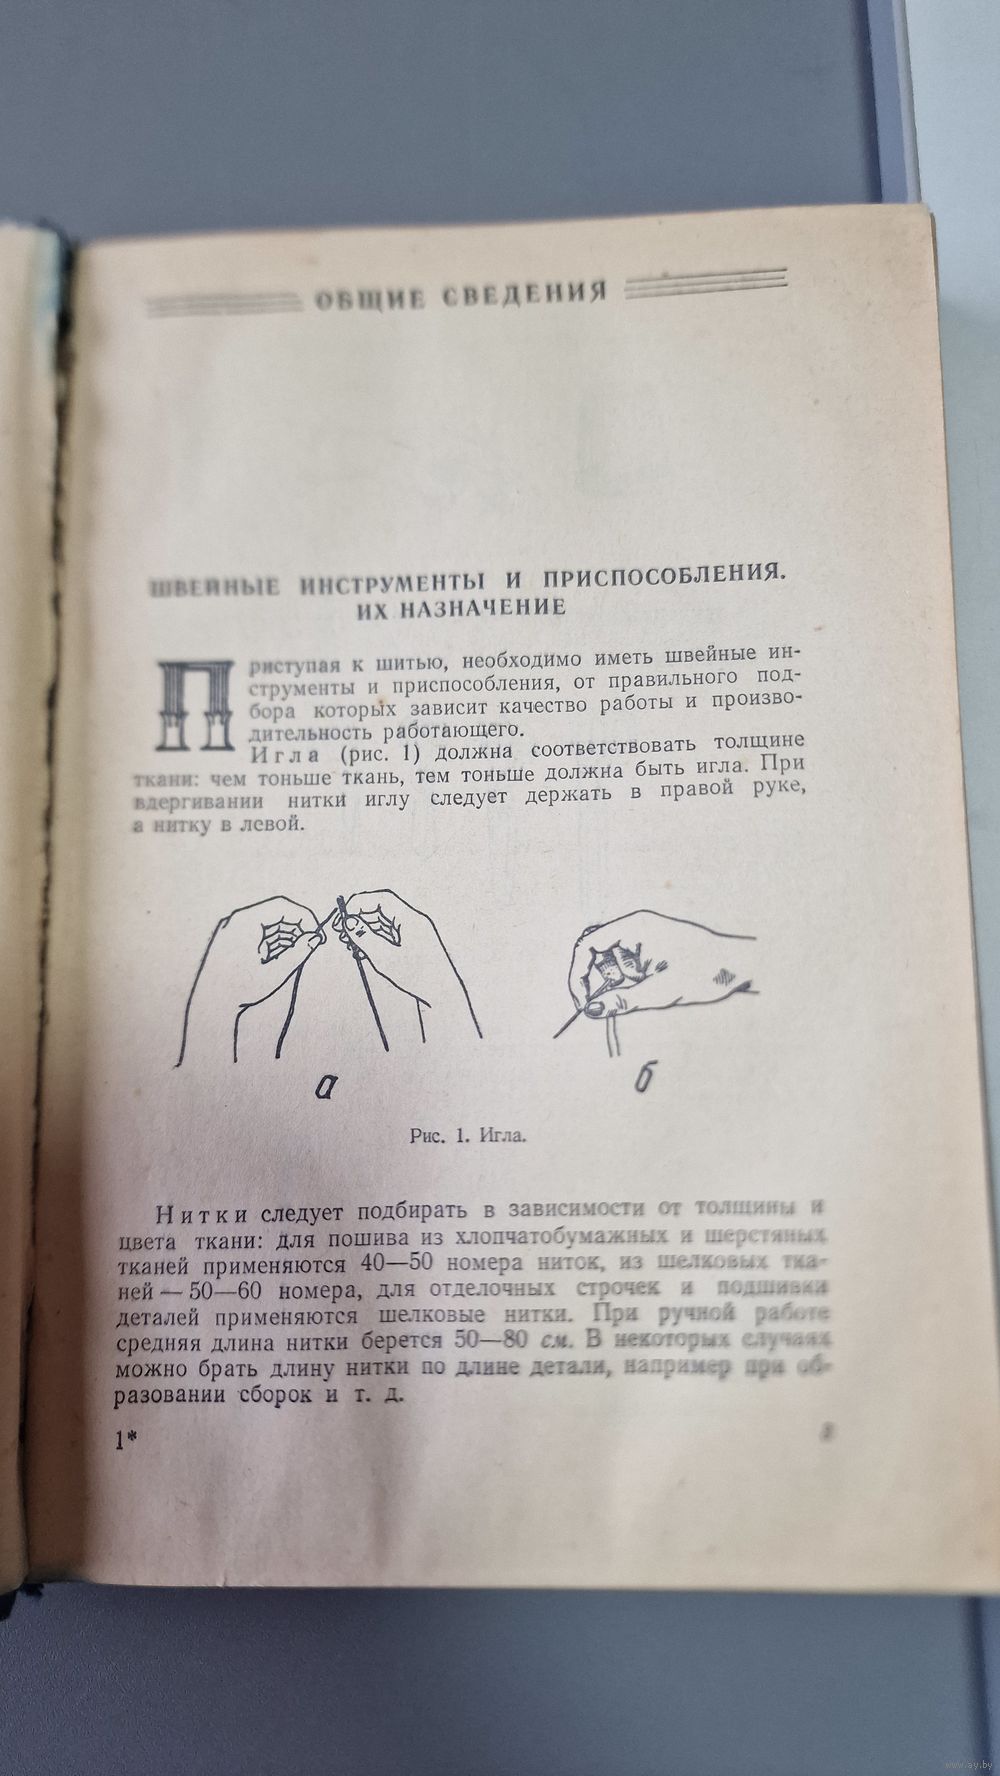 ОБЩИЕ СВЕДЕНИЯ
ШВЕЙНЫЕ ИНСТРУМЕНТЫ И ПРИСПОСОБЛЕНИЯ.
ИХ НАЗНАЧЕНИЕ
Приступая к шитью, необходимо иметь швейные ин-
струменты и приспособления, от правильного под-
бора которых зависит качество работы и произво-
дительность работающего.
Игла (рис. 1) должна соответствовать толщине
ткани: чем тоньше ткань, тем тоньше должна быть игла. При
вдергивании нитки иглу следует держать в правой руке,
а нитку в левой.
а
б
Рис. 1. Игла.
Нитки следует подбирать в зависимости от толщины и
цвета ткани: для пошива из хлопчатобумажных и шерстяных
тканей применяются 40—50 номера ниток, из шелковых тка-
ней — 50—60 номера, для отделочных строчек и подшивки
деталей применяются шелковые нитки. При ручной работе
средняя длина нитки берется 50—80 см. В некоторых случаях
можно брать длину нитки по длине детали, например при об-
разовании сборок и т. д.
1*
www.ay.by